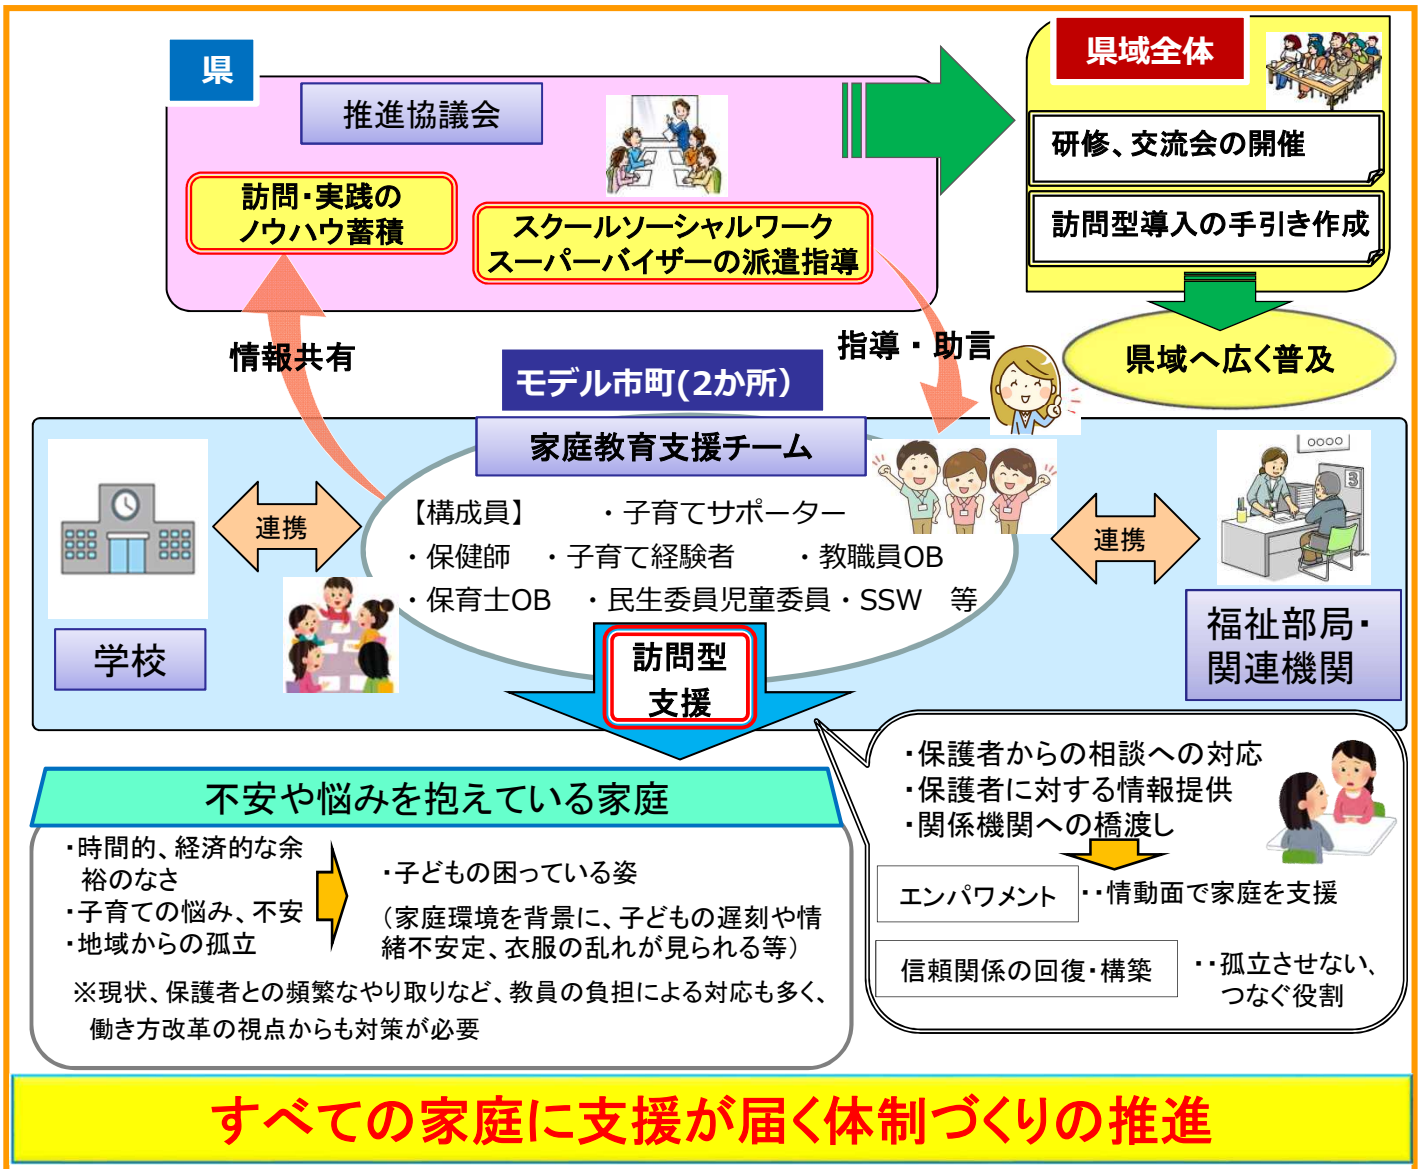 県
推進協議会
訪問・実践の
ノウハウ蓄積
スクールソーシャルワーク
スーパーバイザーの派遣指導
県域全体
研修、交流会の開催
訪問型導入の手引き作成
県域へ広く普及
情報共有
指導・助言
モデル市町(2か所）
家庭教育支援チーム
【構成員】　・子育てサポーター
・保健師　・子育て経験者　・教職員OB
・保育士OB　・民生委員児童委員・SSW　等
連携
学校
連携
○○○○
3
福祉部局・
関連機関
訪問型
支援
不安や悩みを抱えている家庭
・時間的、経済的な余
裕のなさ
・子育ての悩み、不安
・地域からの孤立
・子どもの困っている姿
（家庭環境を背景に、子どもの遅刻や情
緒不安定、衣服の乱れが見られる等）
※現状、保護者との頻繁なやり取りなど、教員の負担による対応も多く、
働き方改革の視点からも対策が必要
・保護者からの相談への対応
・保護者に対する情報提供
・関係機関への橋渡し
エンパワメント ・・情動面で家庭を支援
信頼関係の回復・構築 ・・孤立させない、
つなぐ役割
すべての家庭に支援が届く体制づくりの推進